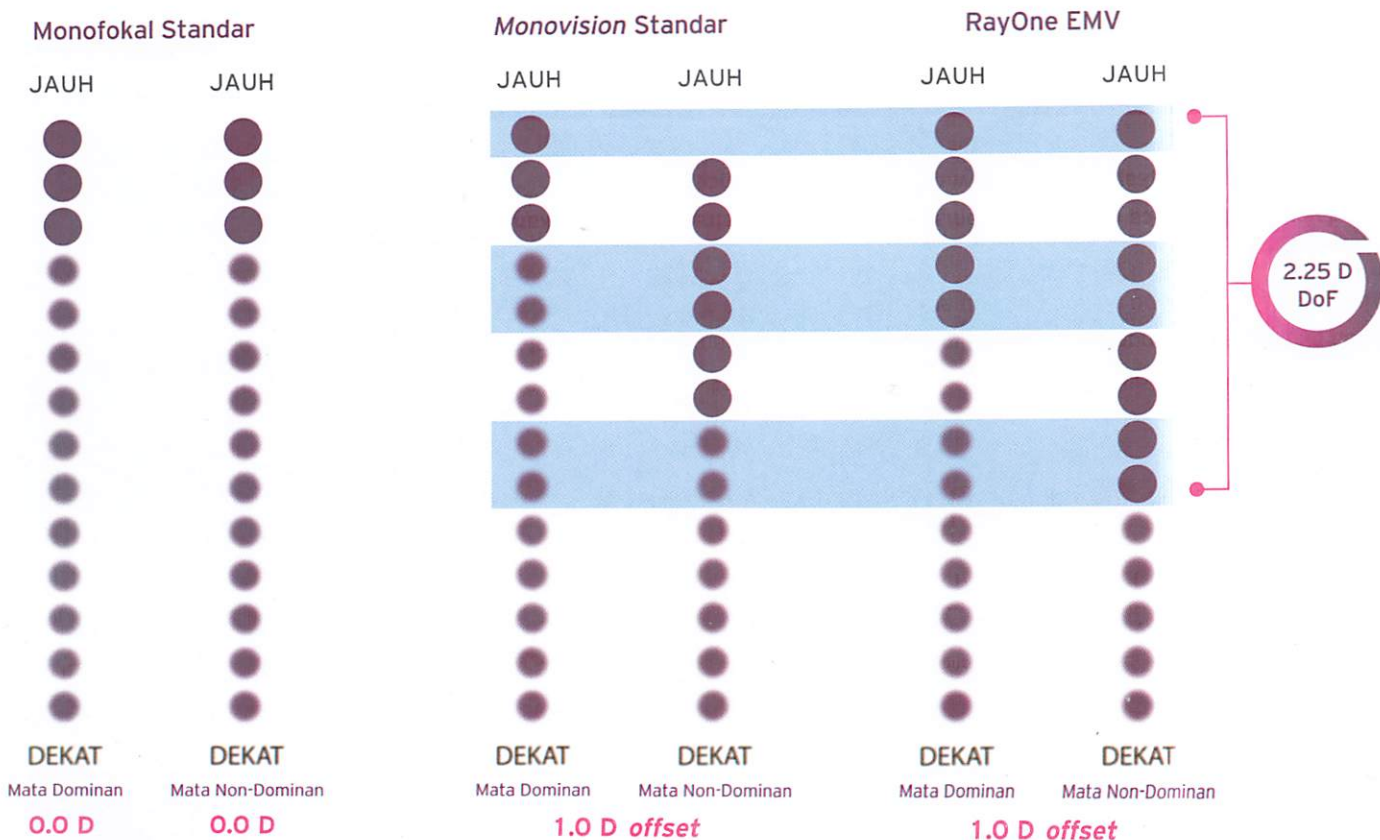 Monofokal Standar
Monovision Standar
RayOne EMV
JAUH
JAUH
JAUH
JAUH
JAUH
JAUH
2.25 D
DoF
DEKAT
DEKAT
DEKAT
DEKAT
DEKAT
DEKAT
Mata Dominan
Mata Non-Dominan
Mata Dominan
Mata Non-Dominan
Mata Dominan
Mata Non-Dominan
0.0 D
0.0 D
1.0 D offset
1.0 D offset